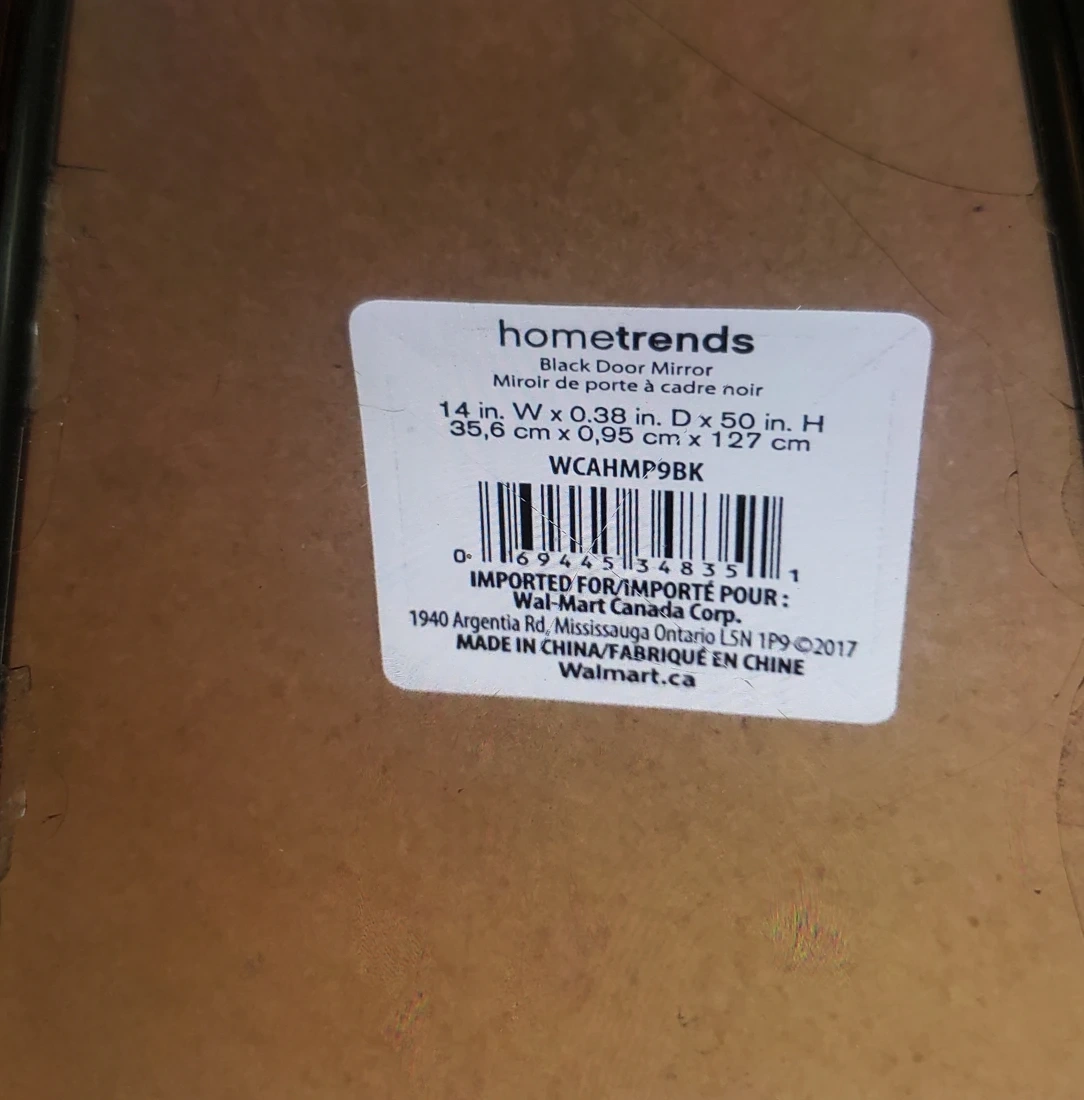 hometrends
Black Door Mirror
Miroir de porte à cadre noir
14 in. W x 0.38 in. D x 50 in. H
35,6 cm x 0,95 cm x 127 cm
WCAHMP9BK
0 69445 34835 1
IMPORTED FOR/IMPORTÉ POUR :
Wal-Mart Canada Corp.
1940 Argentia Rd, Mississauga Ontario L5N 1P9 ©2017
MADE IN CHINA/FABRIQUÉ EN CHINE
Walmart.ca